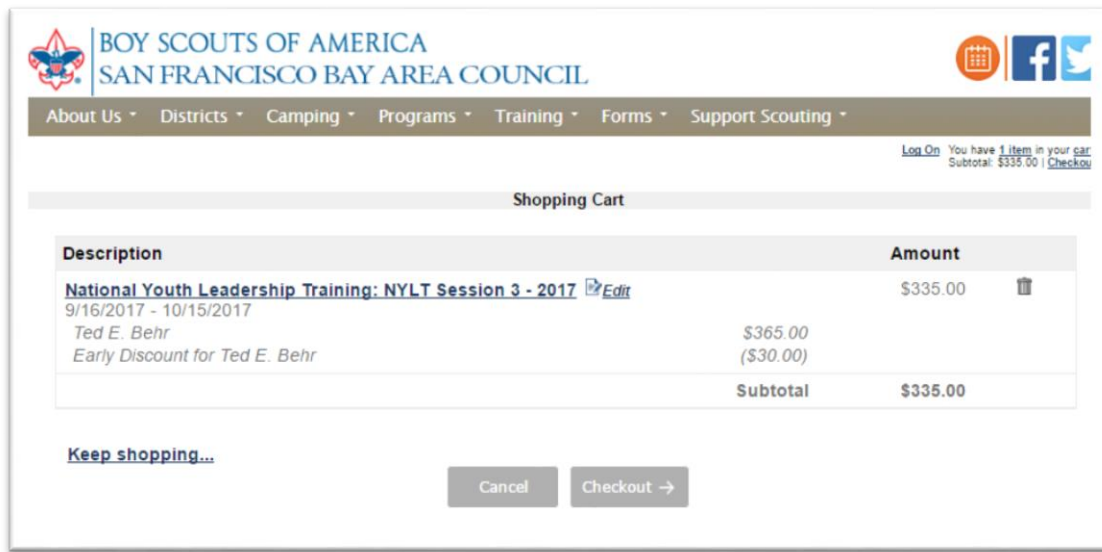 BOY SCOUTS OF AMERICA
SAN FRANCISCO BAY AREA COUNCIL
About Us Districts Camping Programs Training Forms Support Scouting
Log On You have 1 item in your car
Subtotal: $335.00 | Checkou
Shopping Cart
Description Amount
National Youth Leadership Training: NYLT Session 3 - 2017 Edit $335.00
9/16/2017 - 10/15/2017
Ted E. Behr $365.00
Early Discount for Ted E. Behr ($30.00)
Subtotal $335.00
Keep shopping...
Cancel Checkout →